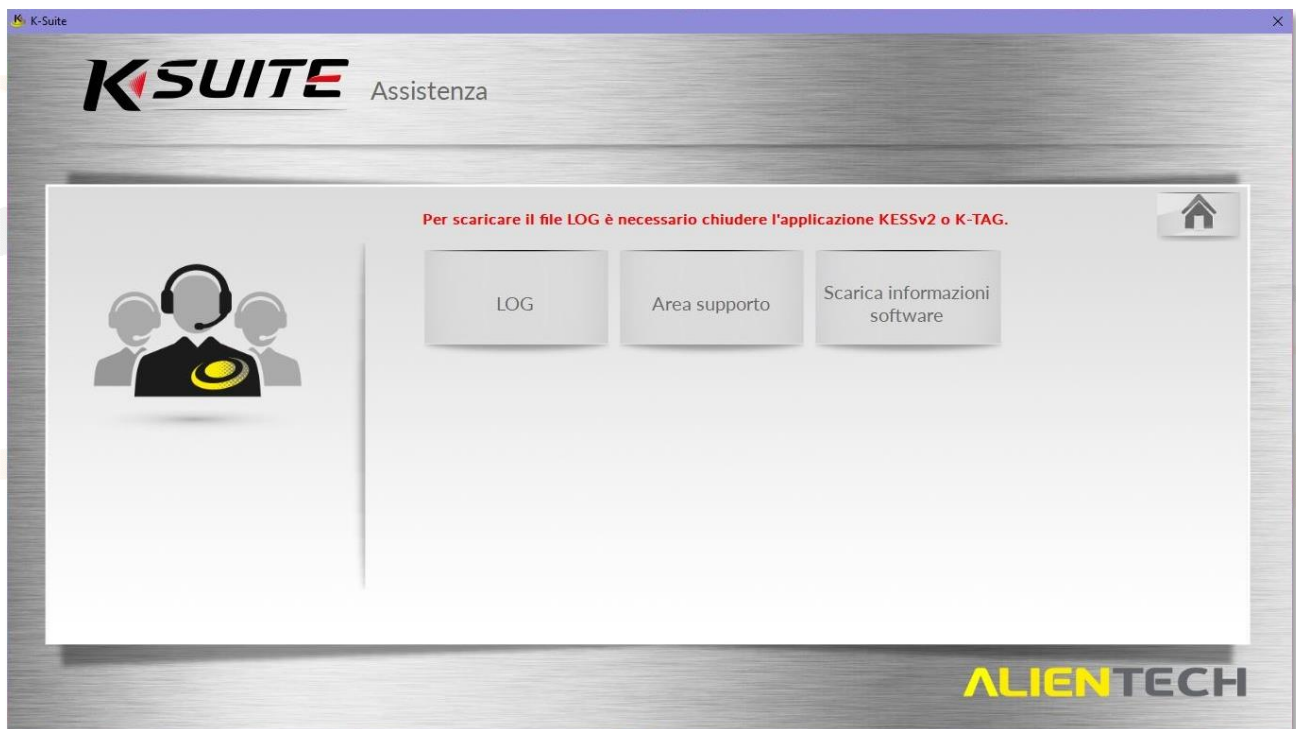 K-Suite
K SUITE Assistenza
Per scaricare il file LOG è necessario chiudere l'applicazione KESSv2 o K-TAG.
LOG
Area supporto
Scarica informazioni
software
ALIENTECH